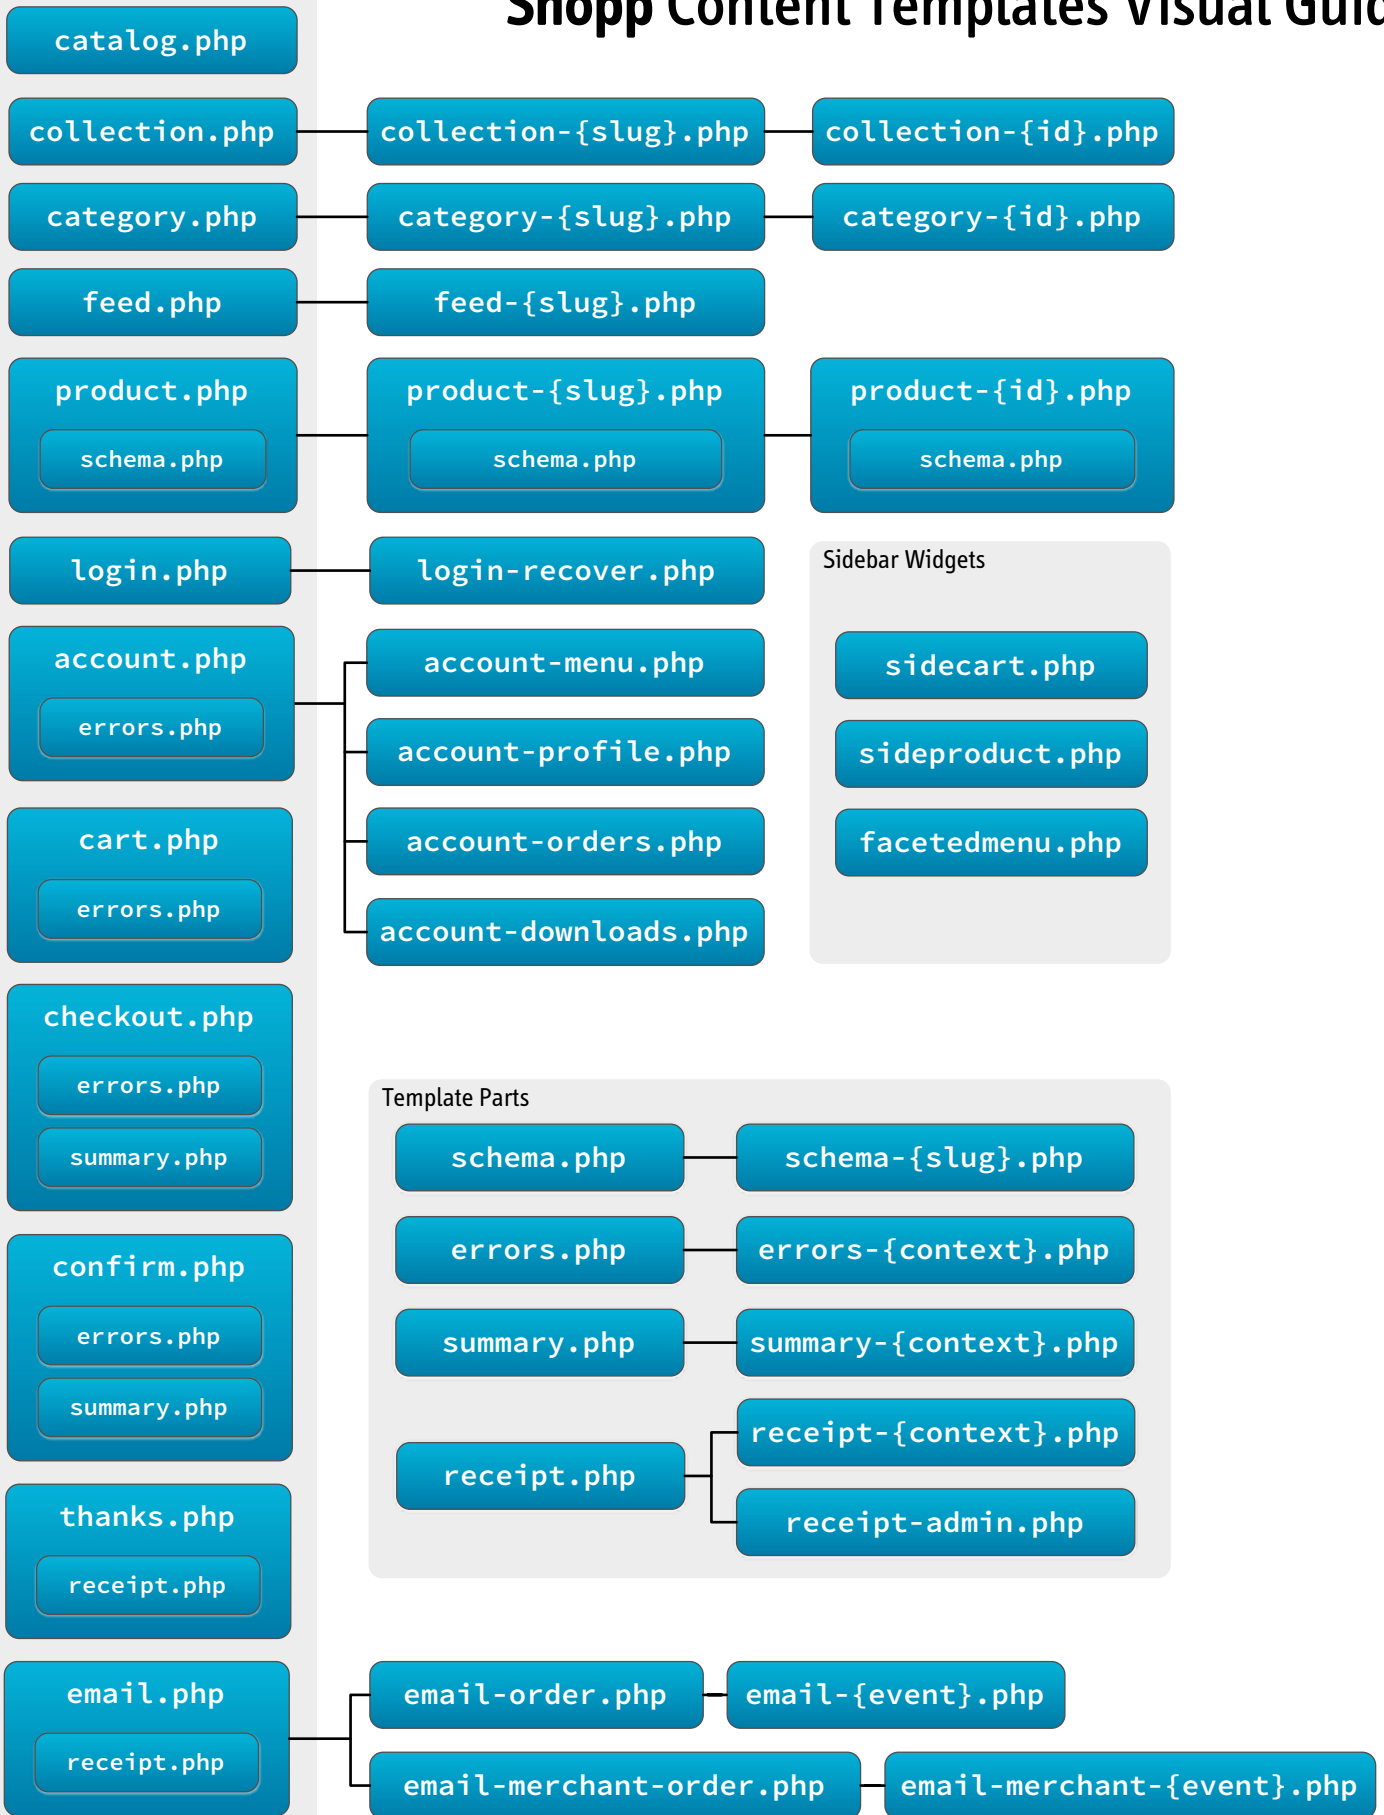 Shopp Content Templates Visual
catalog.php
collection.php collection-{slug}.php collection-{id}.php
category.php category-{slug}.php category-{id}.php
feed.php feed-{slug}.php
product.php product-{slug}.php product-{id}.php
schema.php schema.php schema.php
login.php login-recover.php
Sidebar Widgets
sidecart.php
sideproduct.php
facetedmenu.php
account.php
errors.php
account-menu.php
account-profile.php
account-orders.php
account-downloads.php
cart.php
errors.php
checkout.php
errors.php
summary.php
Template Parts
schema.php schema-{slug}.php
errors.php errors-{context}.php
summary.php summary-{context}.php
receipt.php
receipt-{context}.php
receipt-admin.php
confirm.php
errors.php
summary.php
thanks.php
receipt.php
email.php
receipt.php
email-order.php email-{event}.php
email-merchant-order.php email-merchant-{event}.php